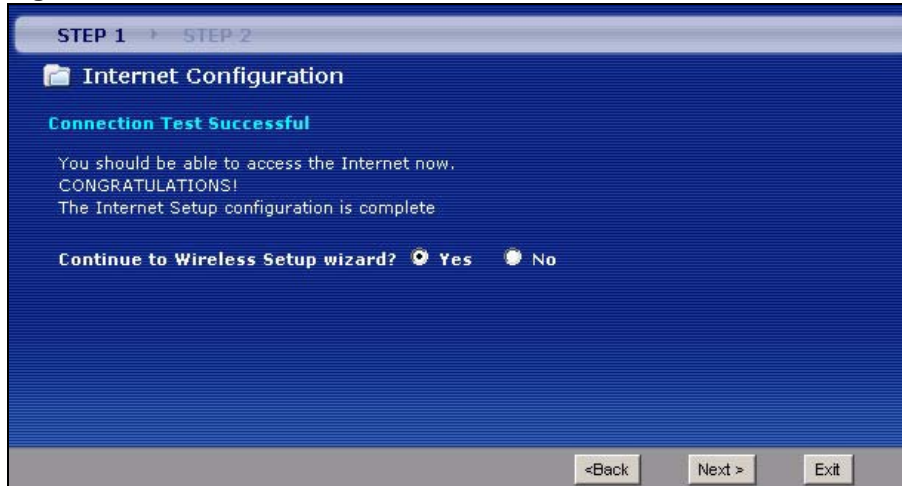 STEP 1 STEP 2
Internet Configuration
Connection Test Successful
You should be able to access the Internet now.
CONGRATULATIONS!
The Internet Setup configuration is complete
Continue to Wireless Setup wizard? Yes No
<Back Next > Exit